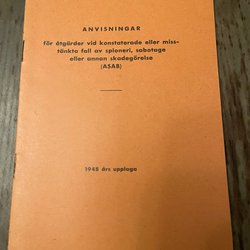 ANVISNINGAR
för åtgärder vid konstaterade eller miss-
tänkta fall av spioneri, sabotage
eller annan skadegörelse
(ASAB)
1948 års upplaga